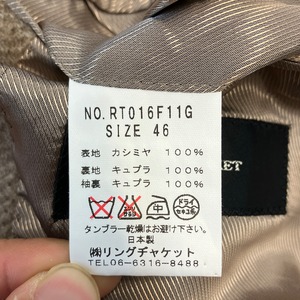 NO.RT016F11G
SIZE 46
表地 カシミヤ 100%
裏地 キュプラ 100%
袖裏 キュプラ 100%
タンブラー乾燥はお避け下さい。
日本製
㈱リングヂャケット
TEL06-6316-8488